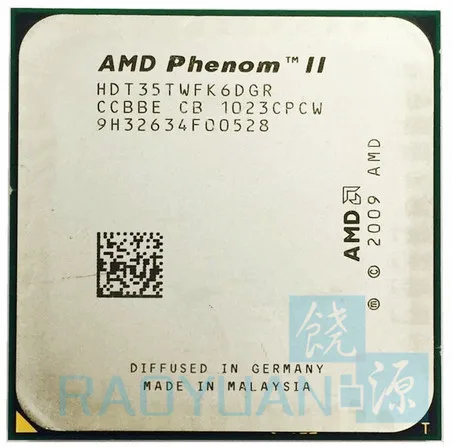 AMD Phenom™ II
HDT35TWFK6DGR
CCBBE CB 1023CPCW
9H32634F00528
AMD
ⓜ © 2009 AMD
DIFFUSED IN GERMANY
MADE IN MALAYSIA
RAOYUAN
饶源
T